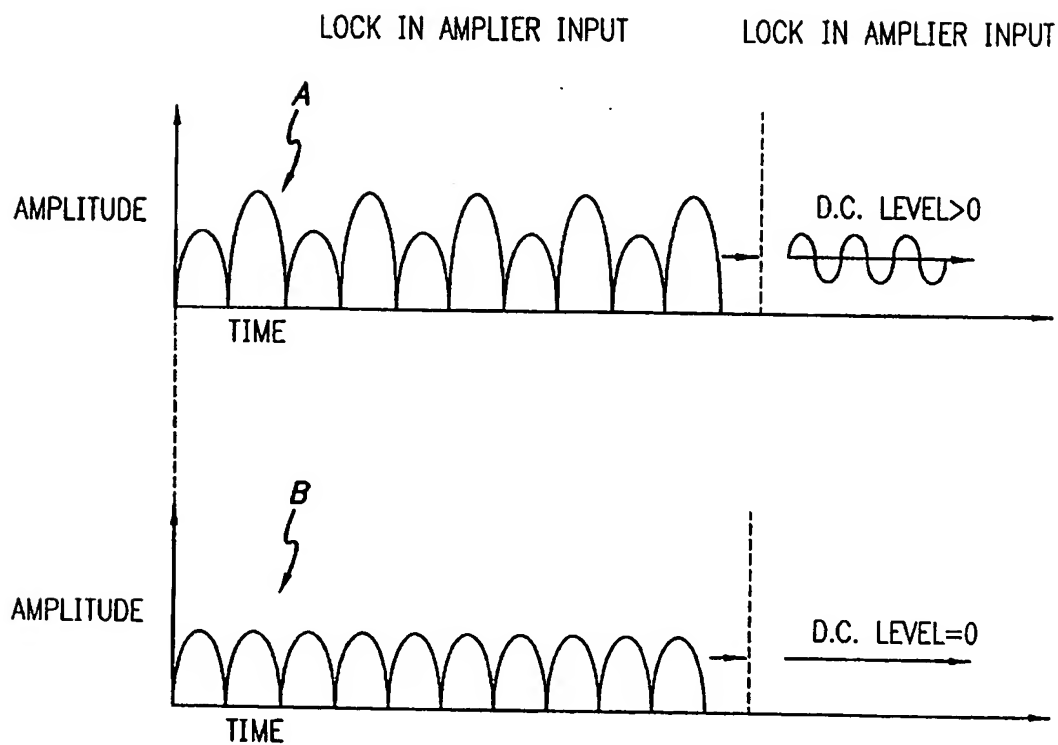 LOCK IN AMPLIER INPUT
LOCK IN AMPLIER INPUT
A
AMPLITUDE
D.C. LEVEL>0
TIME
B
AMPLITUDE
D.C. LEVEL=0
TIME